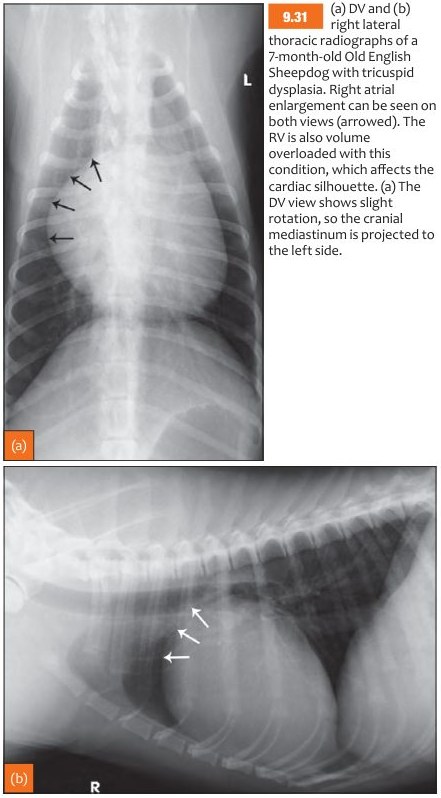 9.31 (a) DV and (b)
right lateral
thoracic radiographs of a
7-month-old Old English
Sheepdog with tricuspid
dysplasia. Right atrial
enlargement can be seen on
both views (arrowed). The
RV is also volume
overloaded with this
condition, which affects the
cardiac silhouette. (a) The
DV view shows slight
rotation, so the cranial
mediastinum is projected to
the left side.
L
(a)
(b)
R